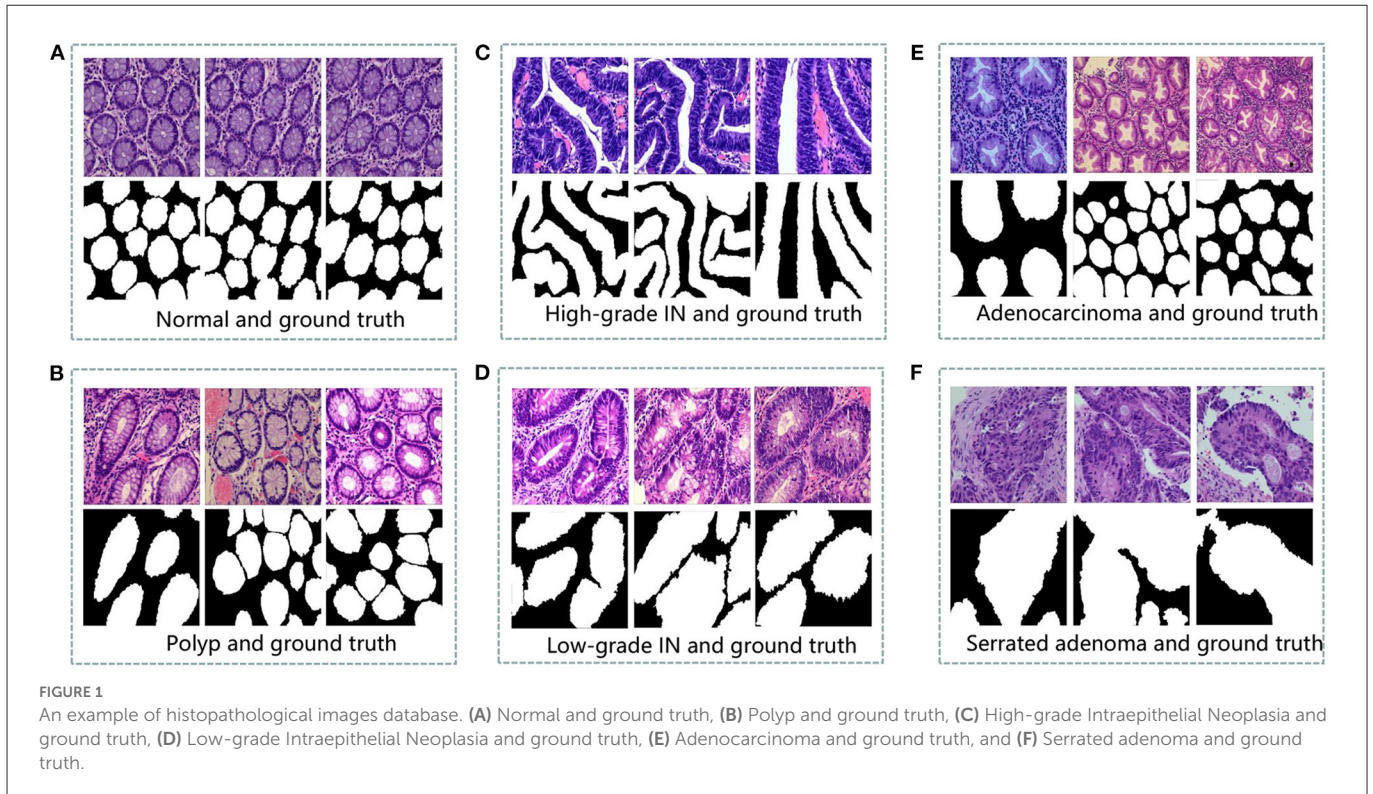 A
Normal and ground truth
C
High-grade IN and ground truth
E
Adenocarcinoma and ground truth
B
Polyp and ground truth
D
Low-grade IN and ground truth
F
Serrated adenoma and ground truth
FIGURE 1
An example of histopathological images database. (A) Normal and ground truth, (B) Polyp and ground truth, (C) High-grade Intraepithelial Neoplasia and
ground truth, (D) Low-grade Intraepithelial Neoplasia and ground truth, (E) Adenocarcinoma and ground truth, and (F) Serrated adenoma and ground
truth.